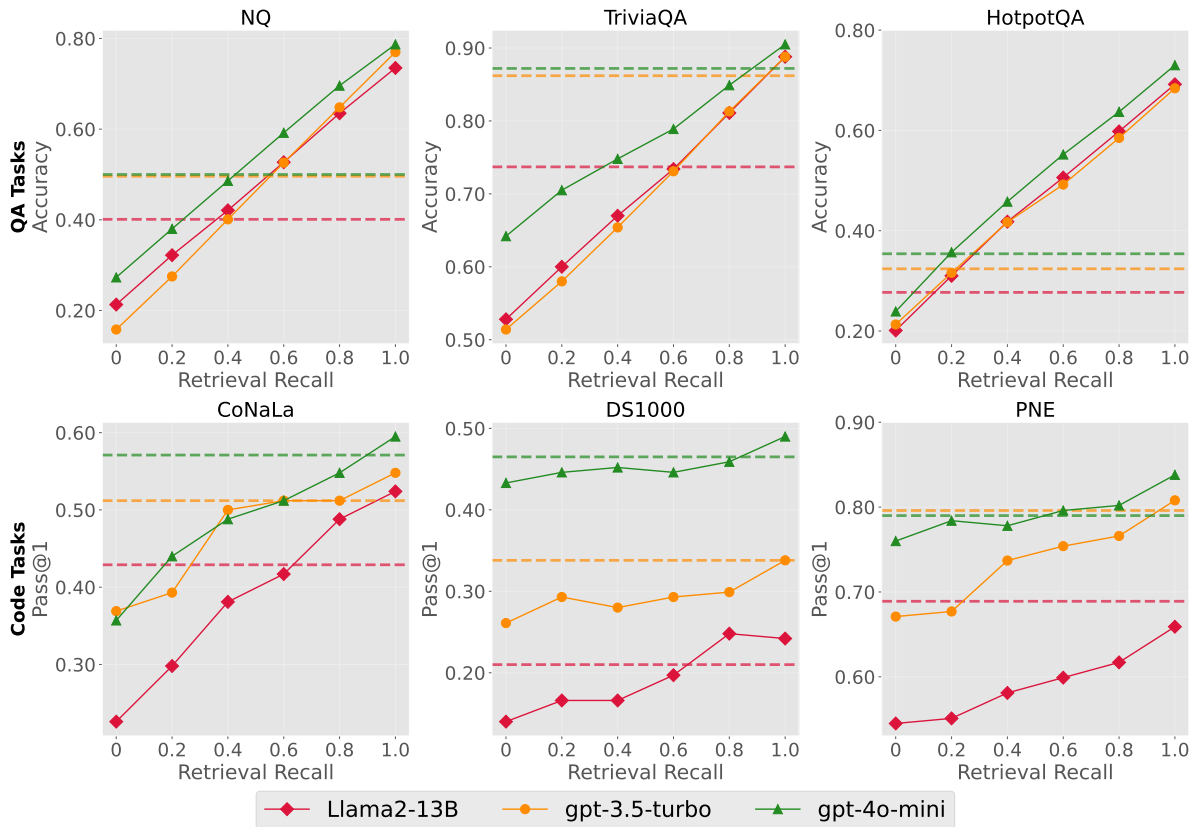 NQ
TriviaQA
HotpotQA
QA Tasks
Accuracy
0.80
0.60
0.40
0.20
0 0.2 0.4 0.6 0.8 1.0
Retrieval Recall
Accuracy
0.90
0.80
0.70
0.60
0.50
0 0.2 0.4 0.6 0.8 1.0
Retrieval Recall
Accuracy
0.80
0.60
0.40
0.20
0 0.2 0.4 0.6 0.8 1.0
Retrieval Recall
CoNaLa
DS1000
PNE
Code Tasks
Pass@1
0.60
0.50
0.40
0.30
0 0.2 0.4 0.6 0.8 1.0
Retrieval Recall
Pass@1
0.50
0.40
0.30
0.20
0 0.2 0.4 0.6 0.8 1.0
Retrieval Recall
Pass@1
0.90
0.80
0.70
0.60
0 0.2 0.4 0.6 0.8 1.0
Retrieval Recall
Llama2-13B gpt-3.5-turbo gpt-4o-mini